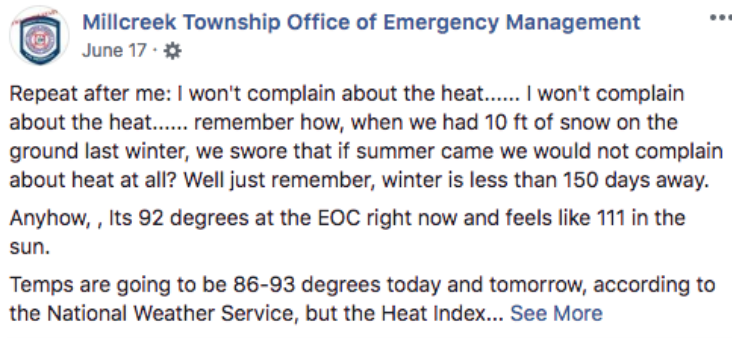 Millcreek Township Office of Emergency Management
June 17 ·
Repeat after me: I won't complain about the heat...... I won't complain
about the heat...... remember how, when we had 10 ft of snow on the
ground last winter, we swore that if summer came we would not complain
about heat at all? Well just remember, winter is less than 150 days away.
Anyhow, , Its 92 degrees at the EOC right now and feels like 111 in the
sun.
Temps are going to be 86-93 degrees today and tomorrow, according to
the National Weather Service, but the Heat Index... See More